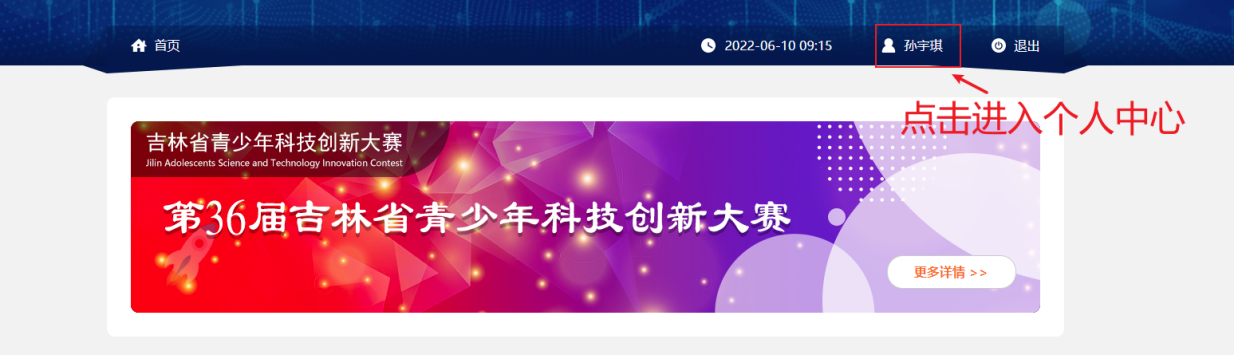 首页
2022-06-10 09:15
孙宇琪
退出
点击进入个人中心
吉林省青少年科技创新大赛
Jilin Adolescents Science and Technology Innovation Contest
第36届吉林省青少年科技创新大赛
更多详情 >>